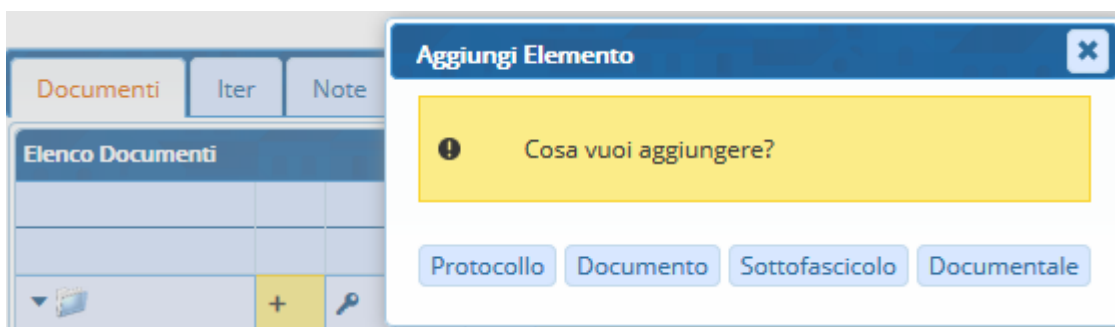 Aggiungi Elemento
Documenti Iter Note
Elenco Documenti
Cosa vuoi aggiungere?
Protocollo Documento Sottofascicolo Documentale
+